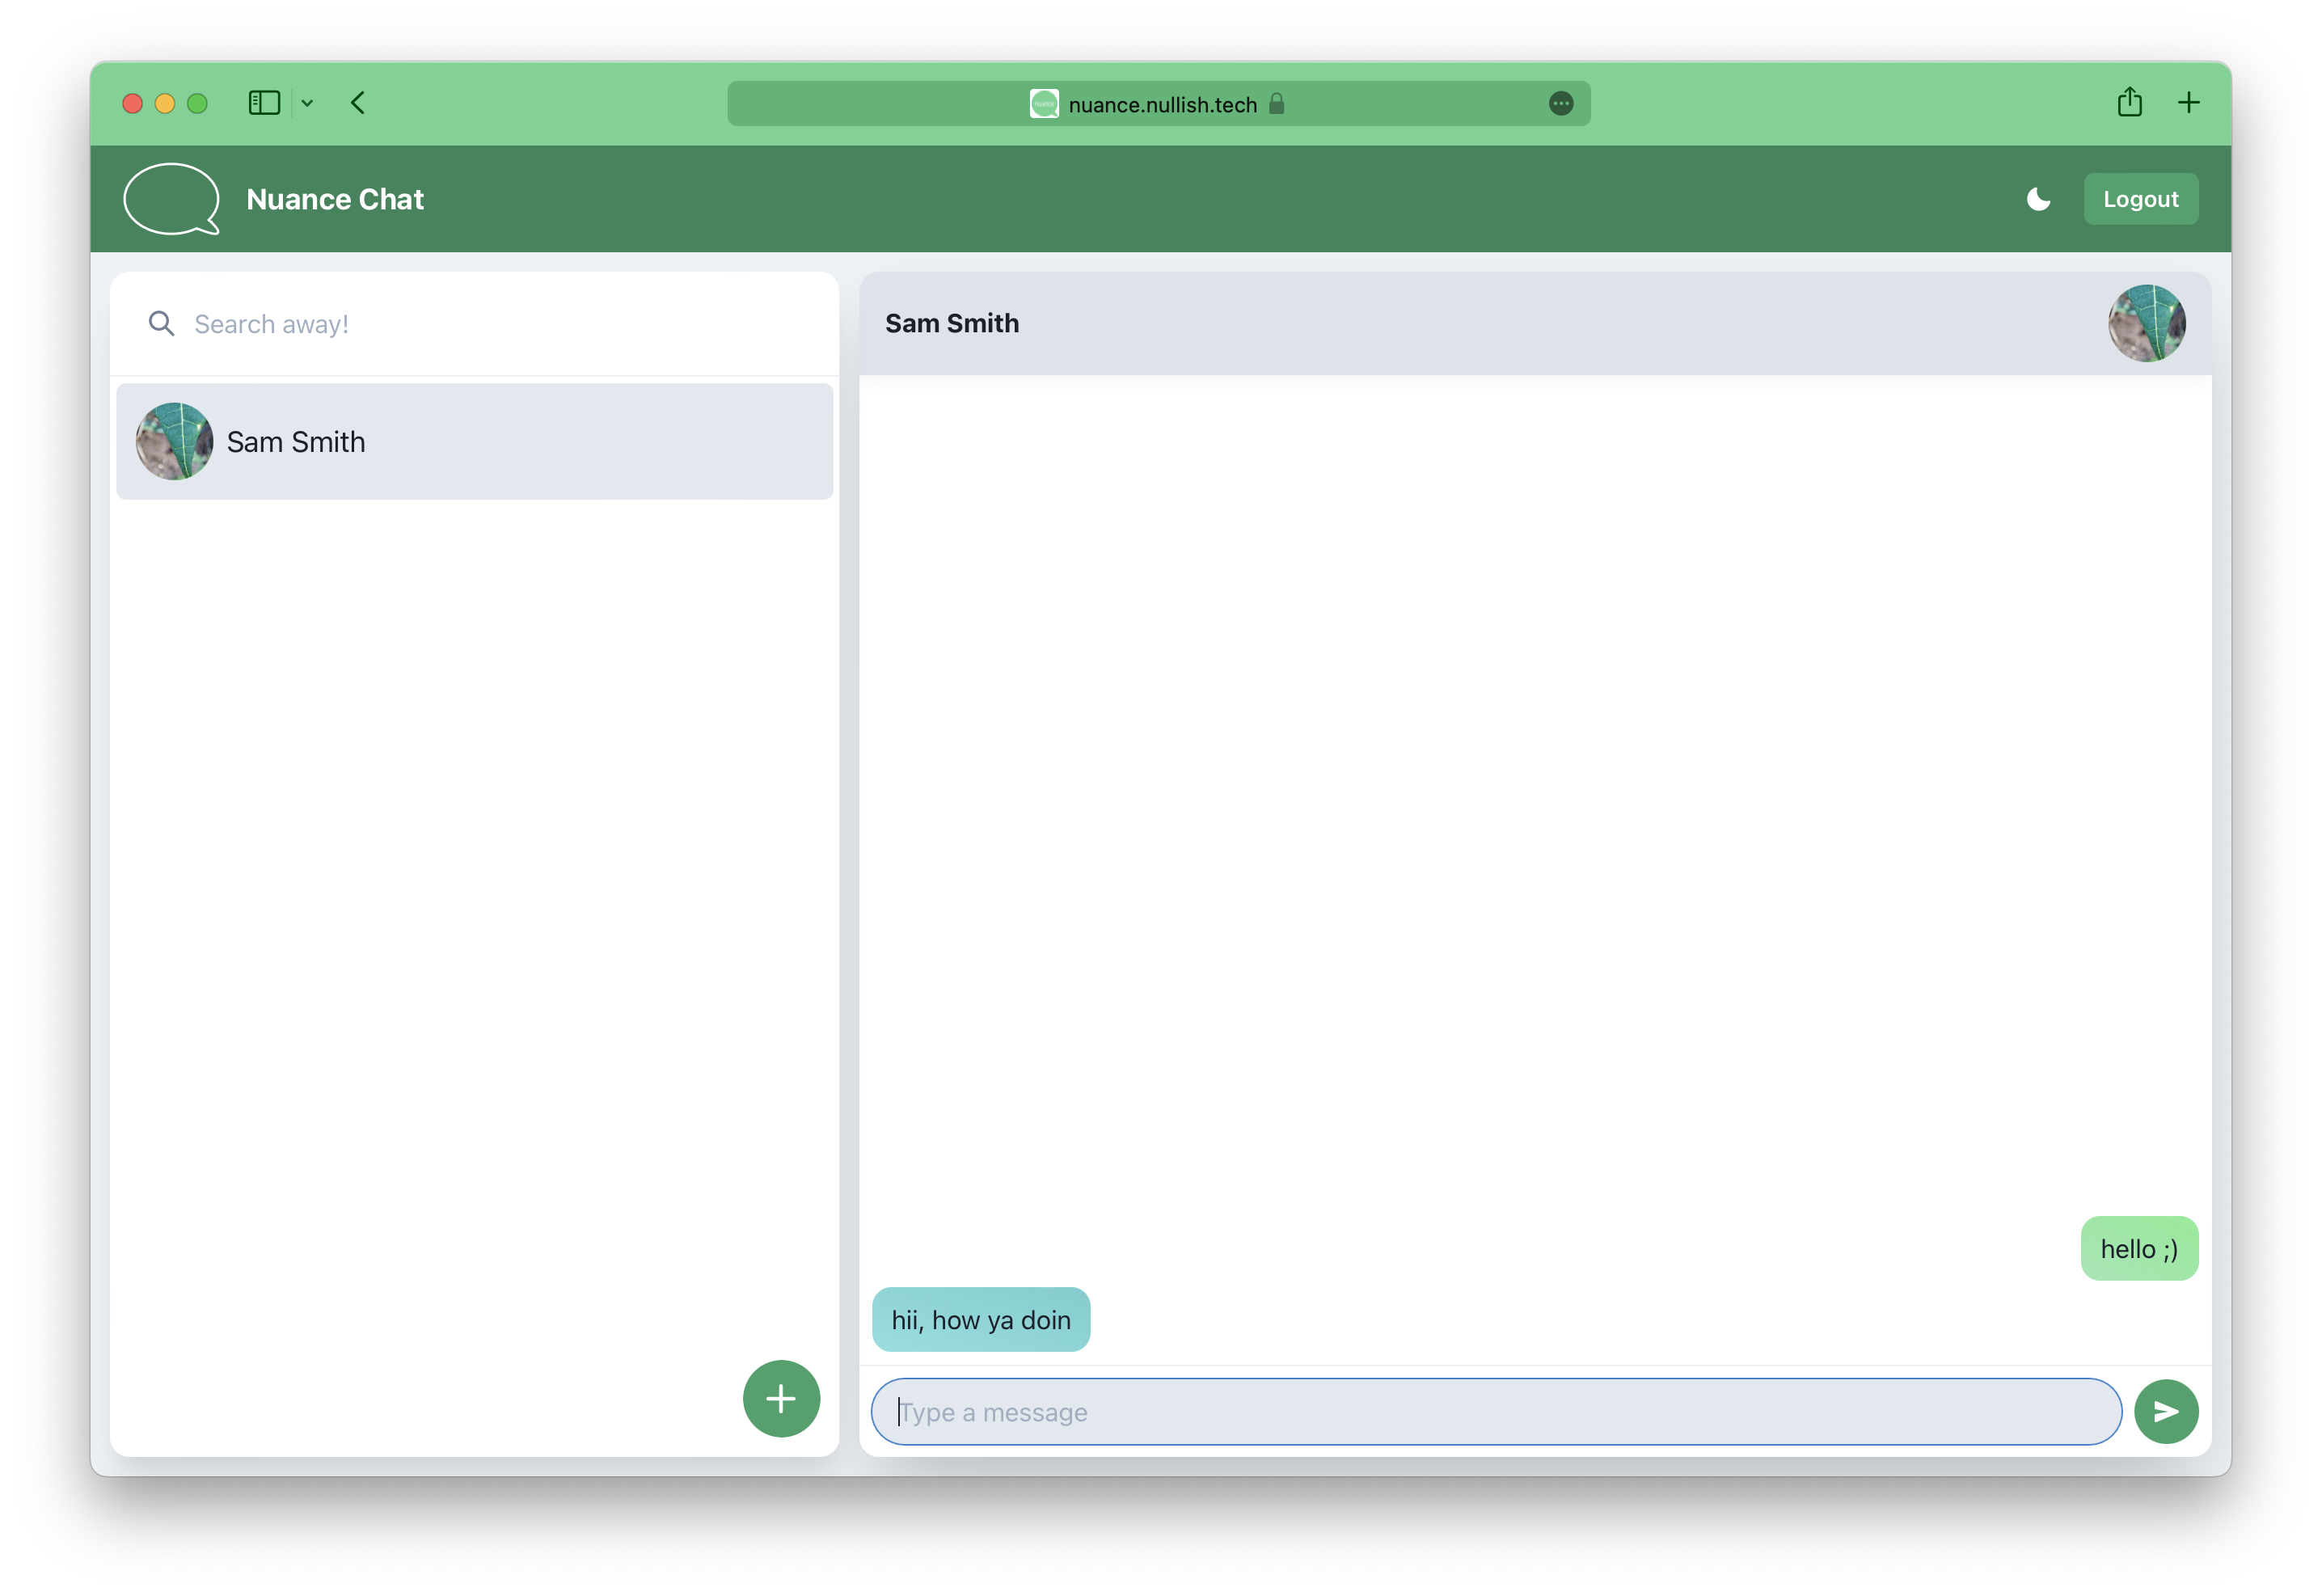 nuance.nullish.tech
Nuance Chat
Logout
Search away!
Sam Smith
Sam Smith
hello ;)
hii, how ya doin
Type a message